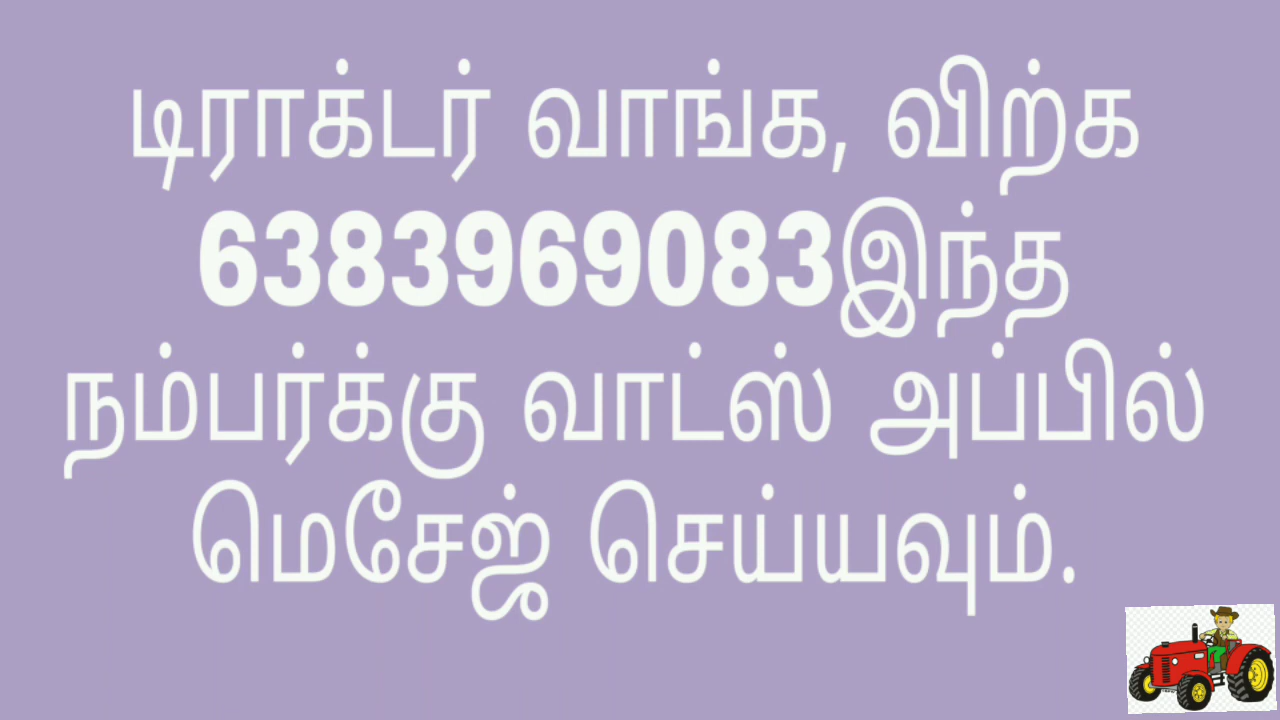 டிராக்டர் வாங்க, விற்க
6383969083இந்த
நம்பர்க்கு வாட்ஸ் அப்பில்
மெசேஜ் செய்யவும்.